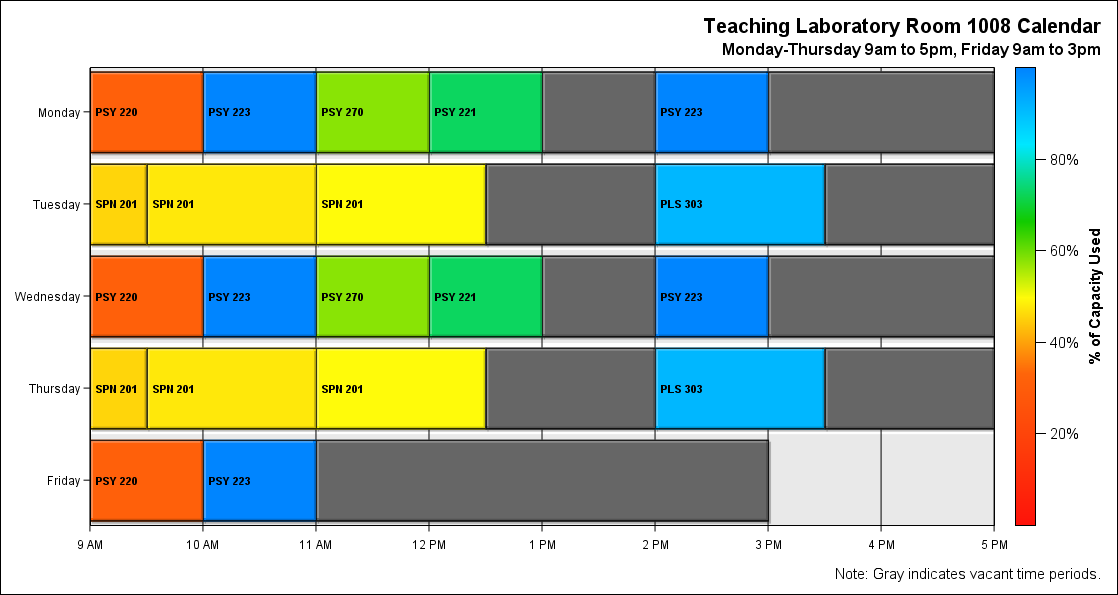 Teaching Laboratory Room 1008 Calendar
Monday-Thursday 9am to 5pm, Friday 9am to 3pm
Monday PSY 220 PSY 223 PSY 270 PSY 221 PSY 223
Tuesday SPN 201 SPN 201 SPN 201 PLS 303
Wednesday PSY 220 PSY 223 PSY 270 PSY 221 PSY 223
Thursday SPN 201 SPN 201 SPN 201 PLS 303
Friday PSY 220 PSY 223
9 AM 10 AM 11 AM 12 PM 1 PM 2 PM 3 PM 4 PM 5 PM
80%
60%
40%
20%
% of Capacity Used
Note: Gray indicates vacant time periods.